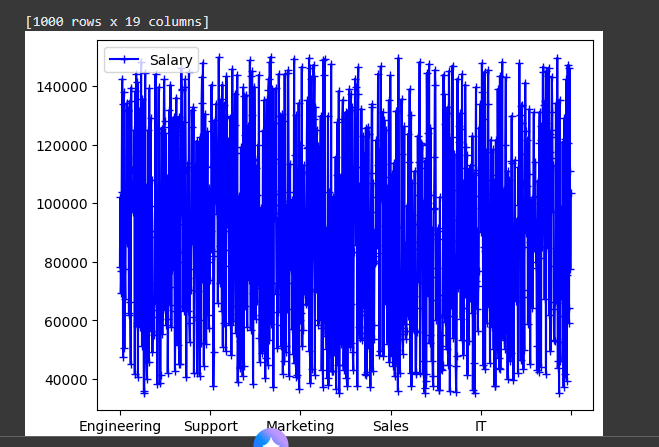 [1000 rows x 19 columns]
Salary
140000
120000
100000
80000
60000
40000
Engineering Support Marketing Sales IT